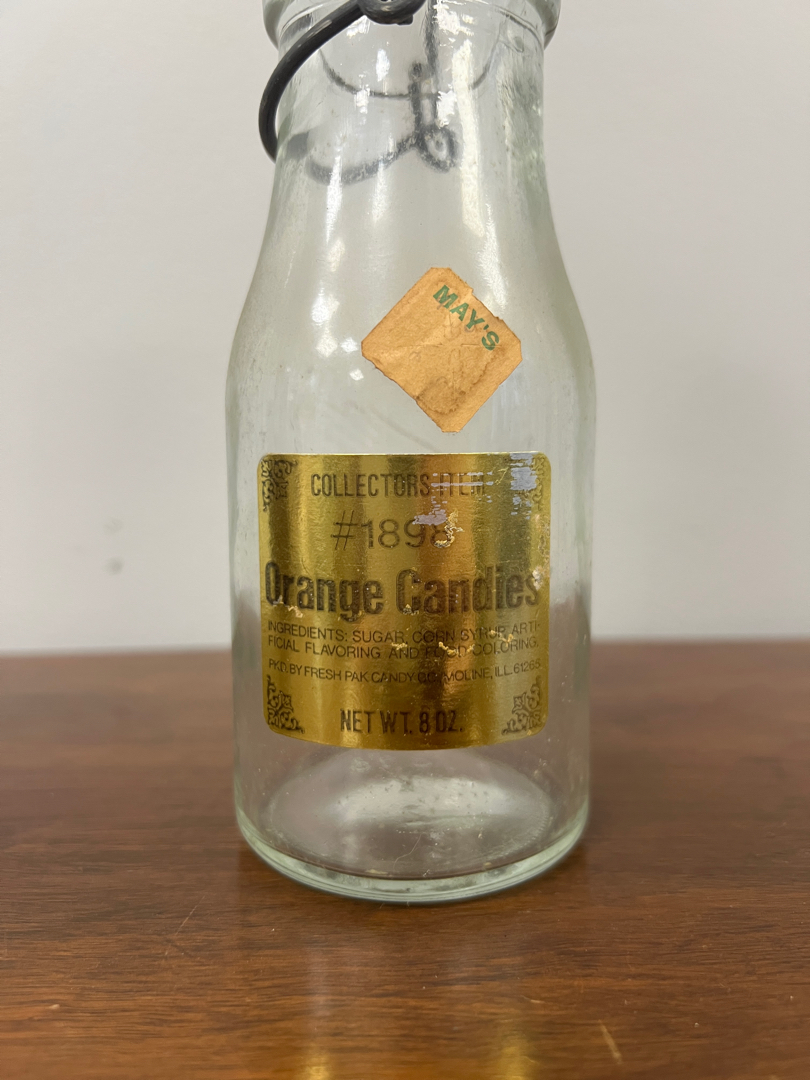 MAY'S
COLLECTORS ITEM
#1898
Orange Candies
INGREDIENTS: SUGAR, CORN SYRUP, ARTI-
FICIAL FLAVORING AND FOOD COLORING.
PKD. BY FRESH PAK CANDY CO., MOLINE, ILL. 61265
NET WT. 8 OZ.